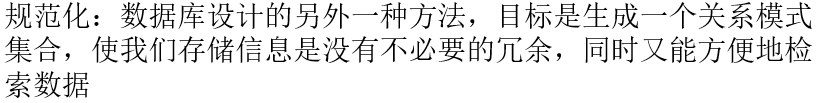 规范化：数据库设计的另外一种方法，目标是生成一个关系模式
集合，使我们存储信息是没有不必要的冗余，同时又能方便地检
索数据